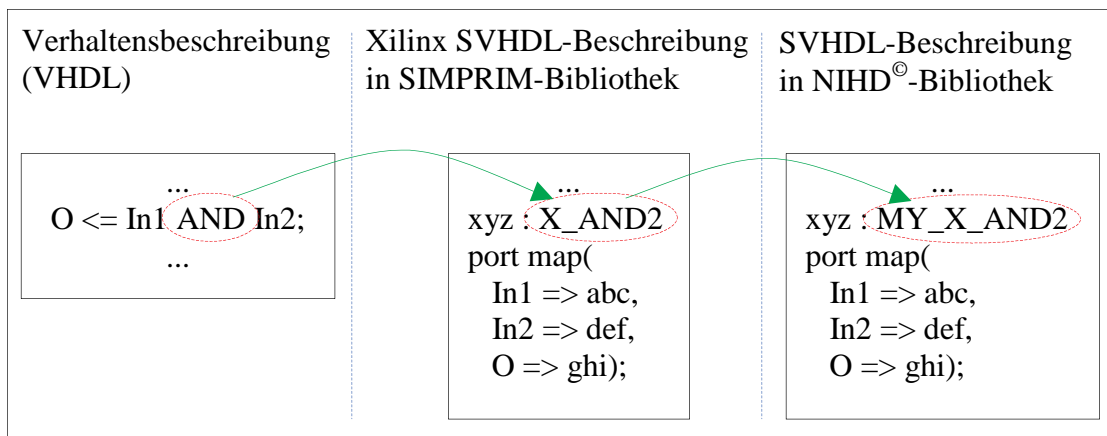 Verhaltensbeschreibung
(VHDL)
...
O <= In1 AND In2;
...
Xilinx SVHDL-Beschreibung
in SIMPRIM-Bibliothek
...
xyz : X_AND2
port map(
In1 => abc,
In2 => def,
O => ghi);
SVHDL-Beschreibung
in NIHD©-Bibliothek
...
xyz : MY_X_AND2
port map(
In1 => abc,
In2 => def,
O => ghi);